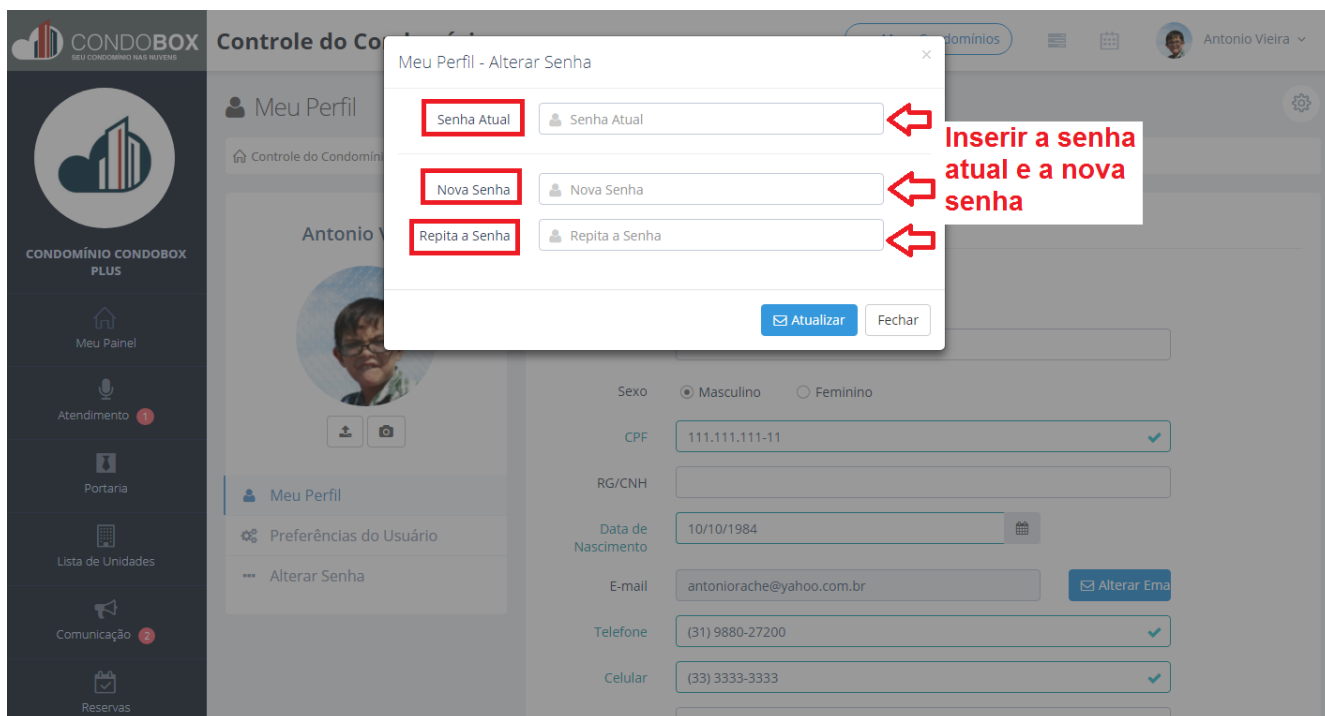 CONDOBOX
SEU CONDOMINIO NAS NUVENS
Controle do
Antonio Vieira
Meu Perfil - Alterar Senha
×
Meu Perfil
Senha Atual
Senha Atual
Inserir a senha
atual e a nova
senha
Controle do
Nova Senha
Nova Senha
Repita a Senha
Repita a Senha
Antonio
CONDOMÍNIO CONDOBOX
PLUS
Atualizar
Fechar
Meu Painel
Sexo
Masculino
Feminino
Atendimento 1
CPF
111.111.111-11
Portaria
RG/CNH
Meu Perfil
Data de
Nascimento
10/10/1984
Preferências do Usuário
Lista de Unidades
Alterar Senha
E-mail
antoniorache@yahoo.com.br
Alterar Ema
Comunicação 2
Telefone
(31) 9880-27200
Celular
(33) 3333-3333
Reservas